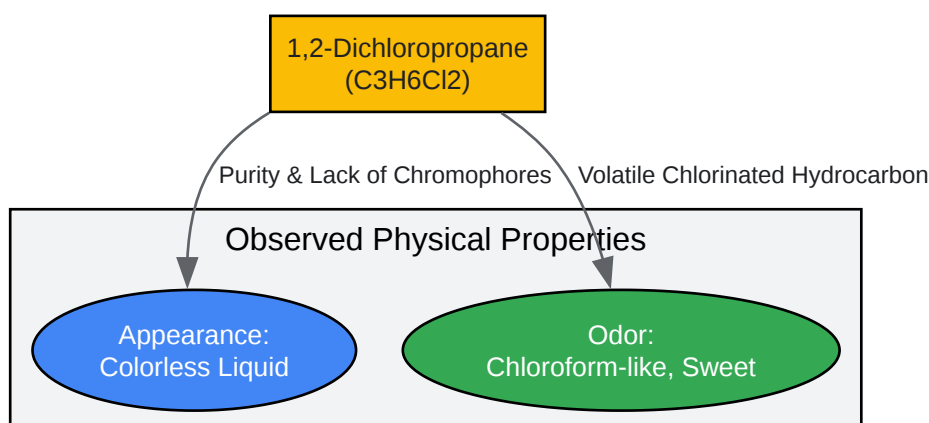 1,2-Dichloropropane
(C3H6Cl2)
Purity & Lack of Chromophores
Volatile Chlorinated Hydrocarbon
Observed Physical Properties
Appearance:
Colorless Liquid
Odor:
Chloroform-like, Sweet